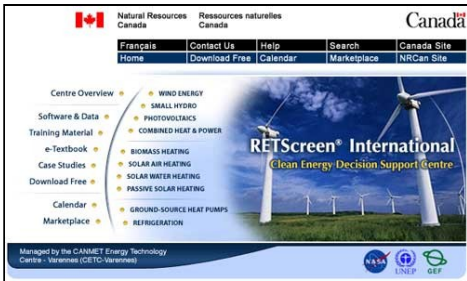 Natural Resources Ressources naturelles
Canada Canada
Canada
Français Contact Us Help Search Canada Site
Home Download Free Calendar Marketplace NRCan Site
Centre Overview
Software & Data
Training Material
e-Textbook
Case Studies
Download Free
Calendar
Marketplace
WIND ENERGY
SMALL HYDRO
PHOTOVOLTAICS
COMBINED HEAT & POWER
BIOMASS HEATING
SOLAR AIR HEATING
SOLAR WATER HEATING
PASSIVE SOLAR HEATING
GROUND-SOURCE HEAT PUMPS
REFRIGERATION
RETScreen® International
Clean Energy Decision Support Centre
Managed by the CANMET Energy Technology
Centre - Varennes (CETC-Varennes)
NASA
UNEP
GEF